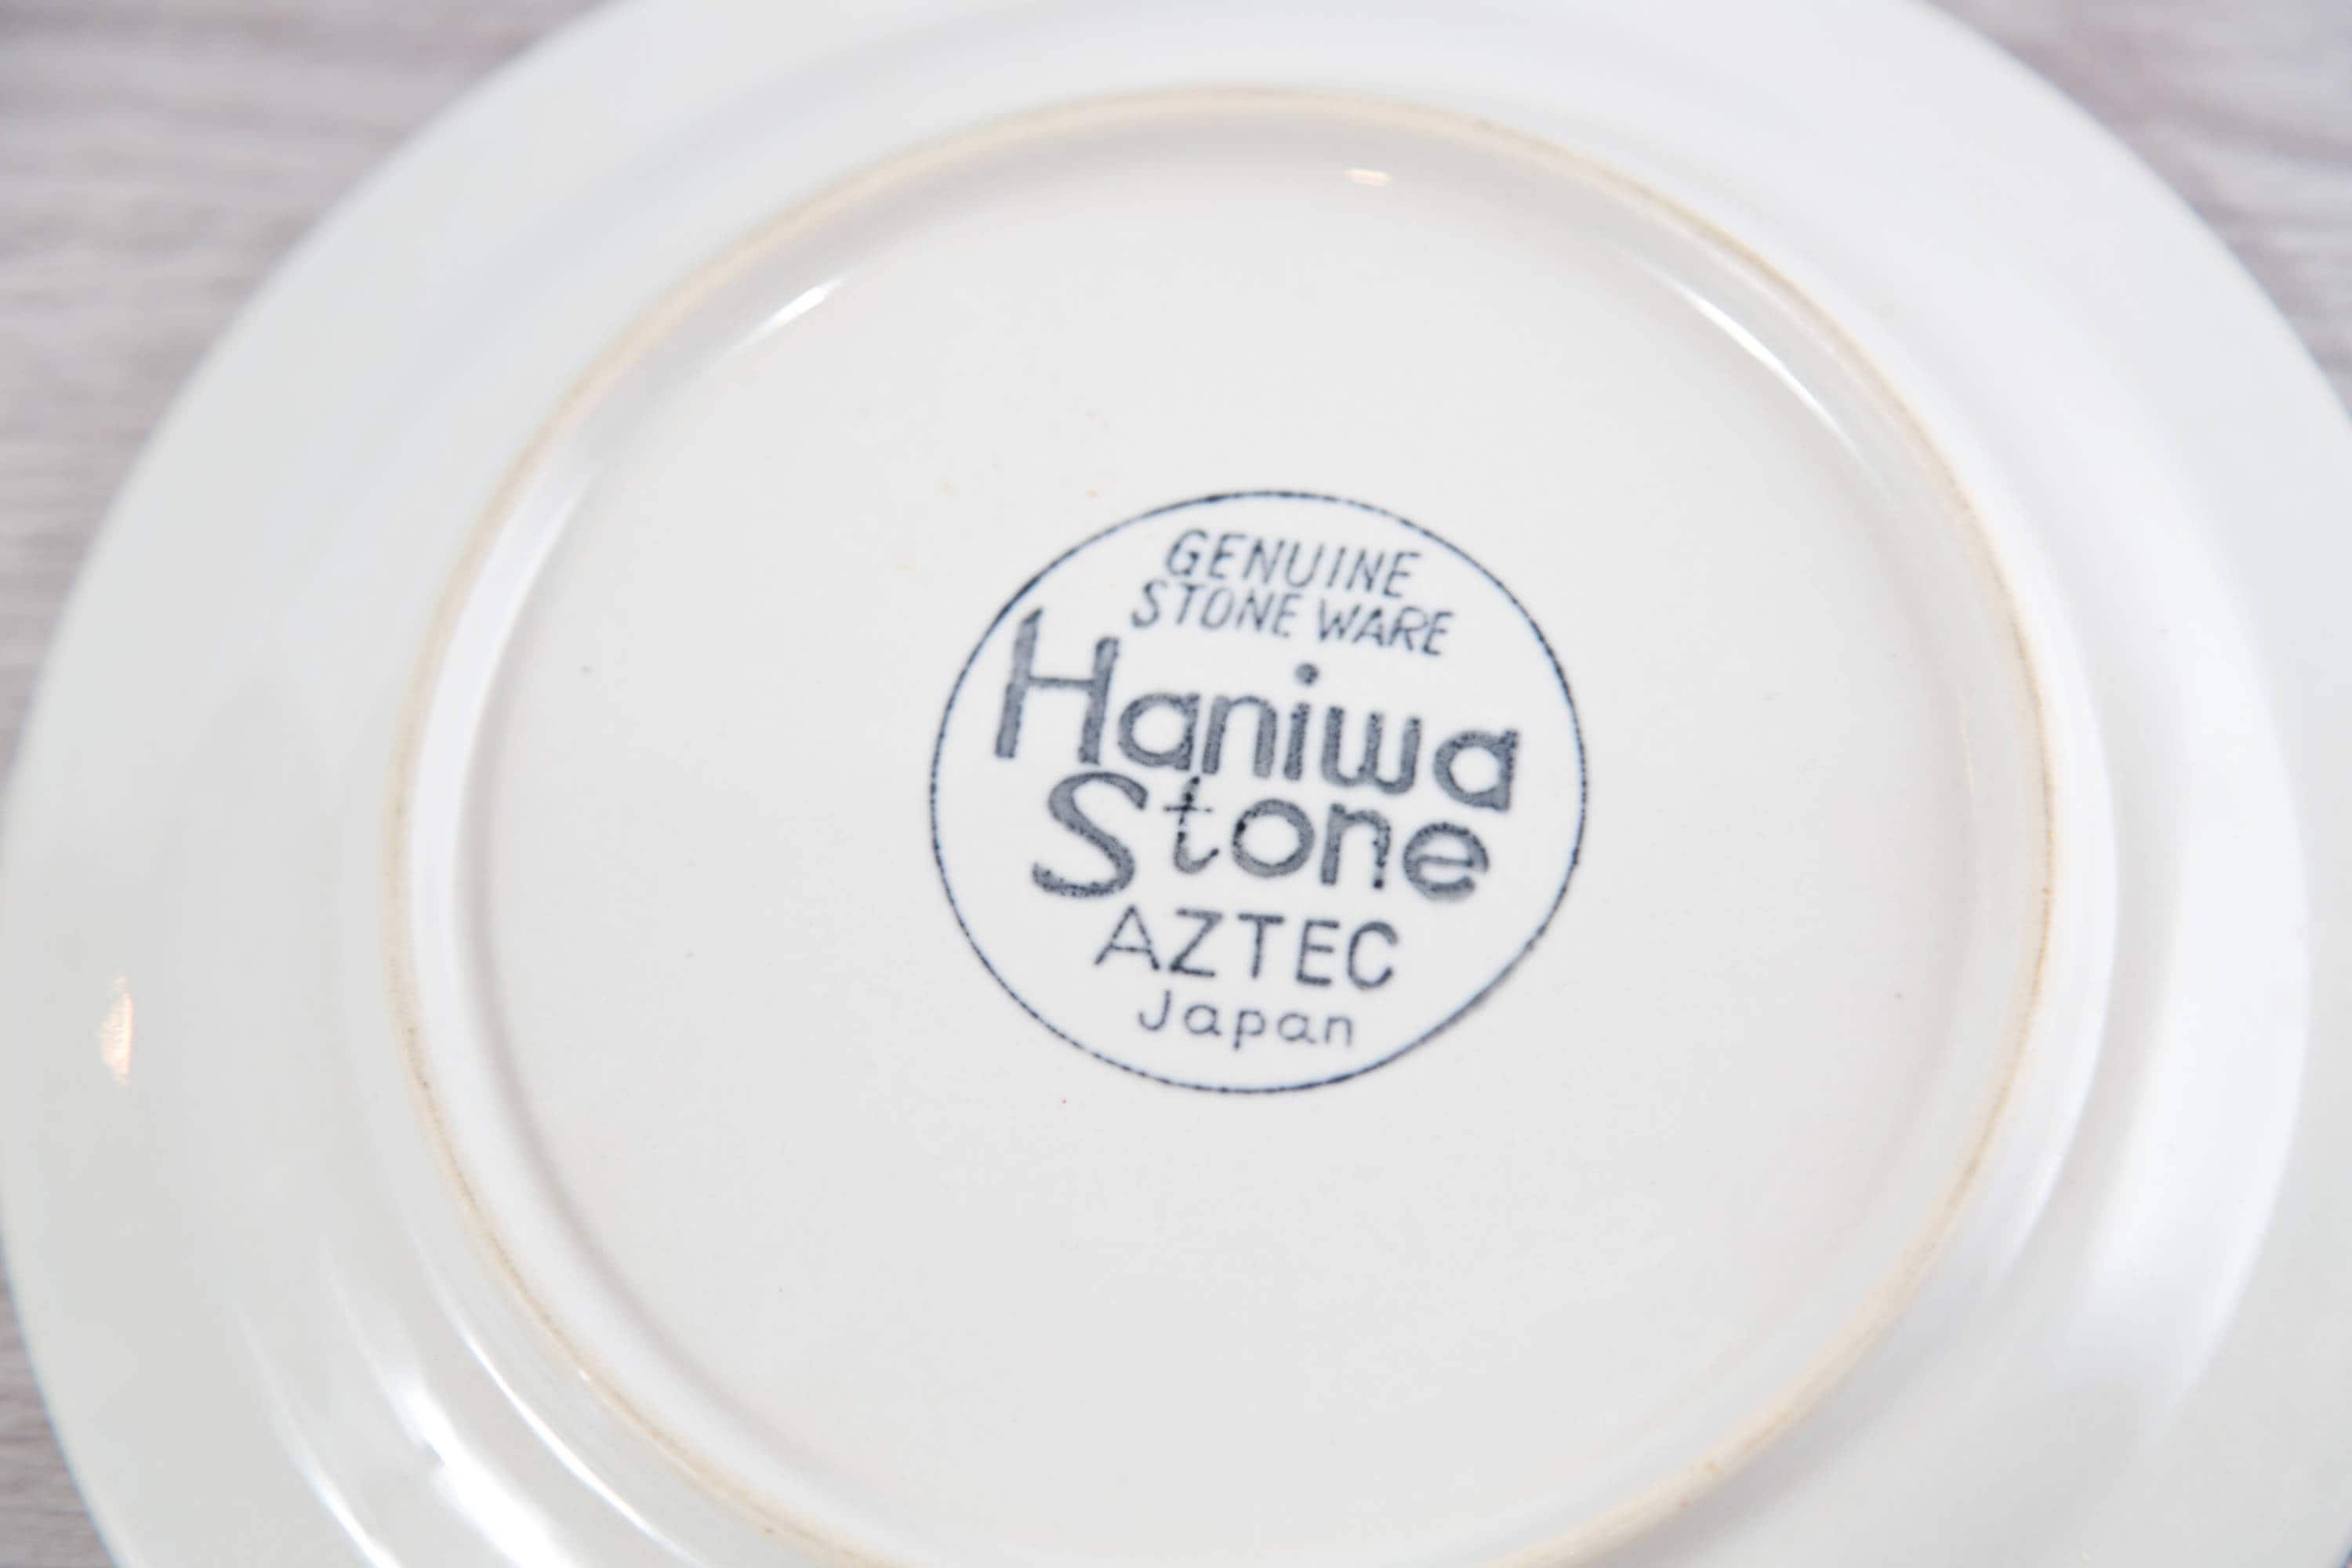 GENUINE
STONE WARE
Haniwa
Stone
AZTEC
Japan